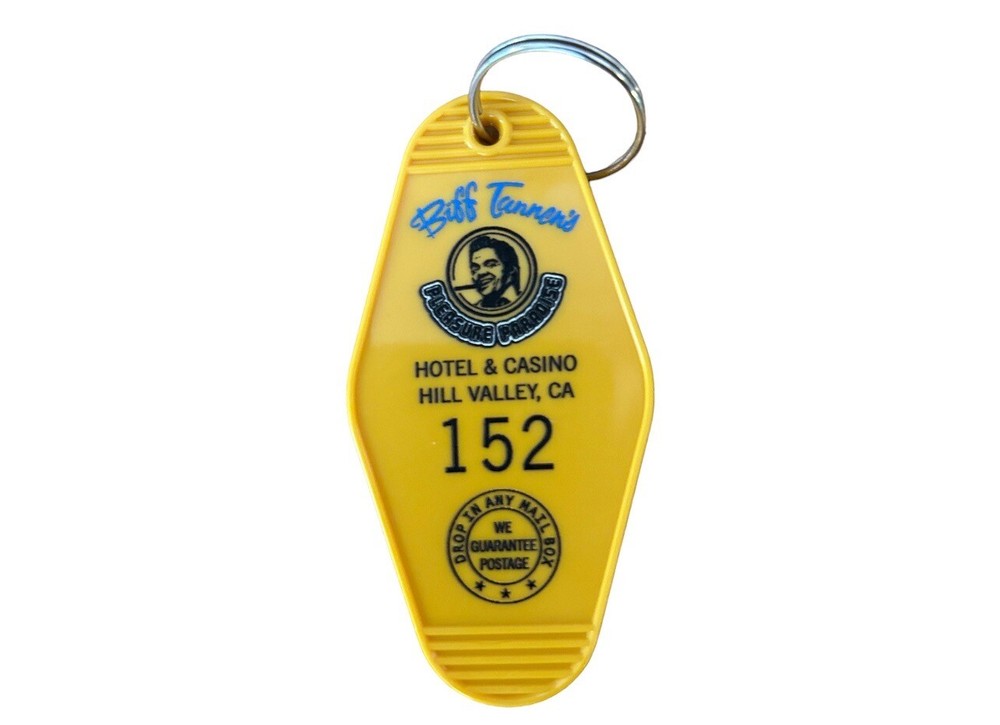 Biff Tannen's
PLEASURE PARADISE
HOTEL & CASINO
HILL VALLEY, CA
152
DROP IN ANY MAIL BOX
WE
GUARANTEE
POSTAGE